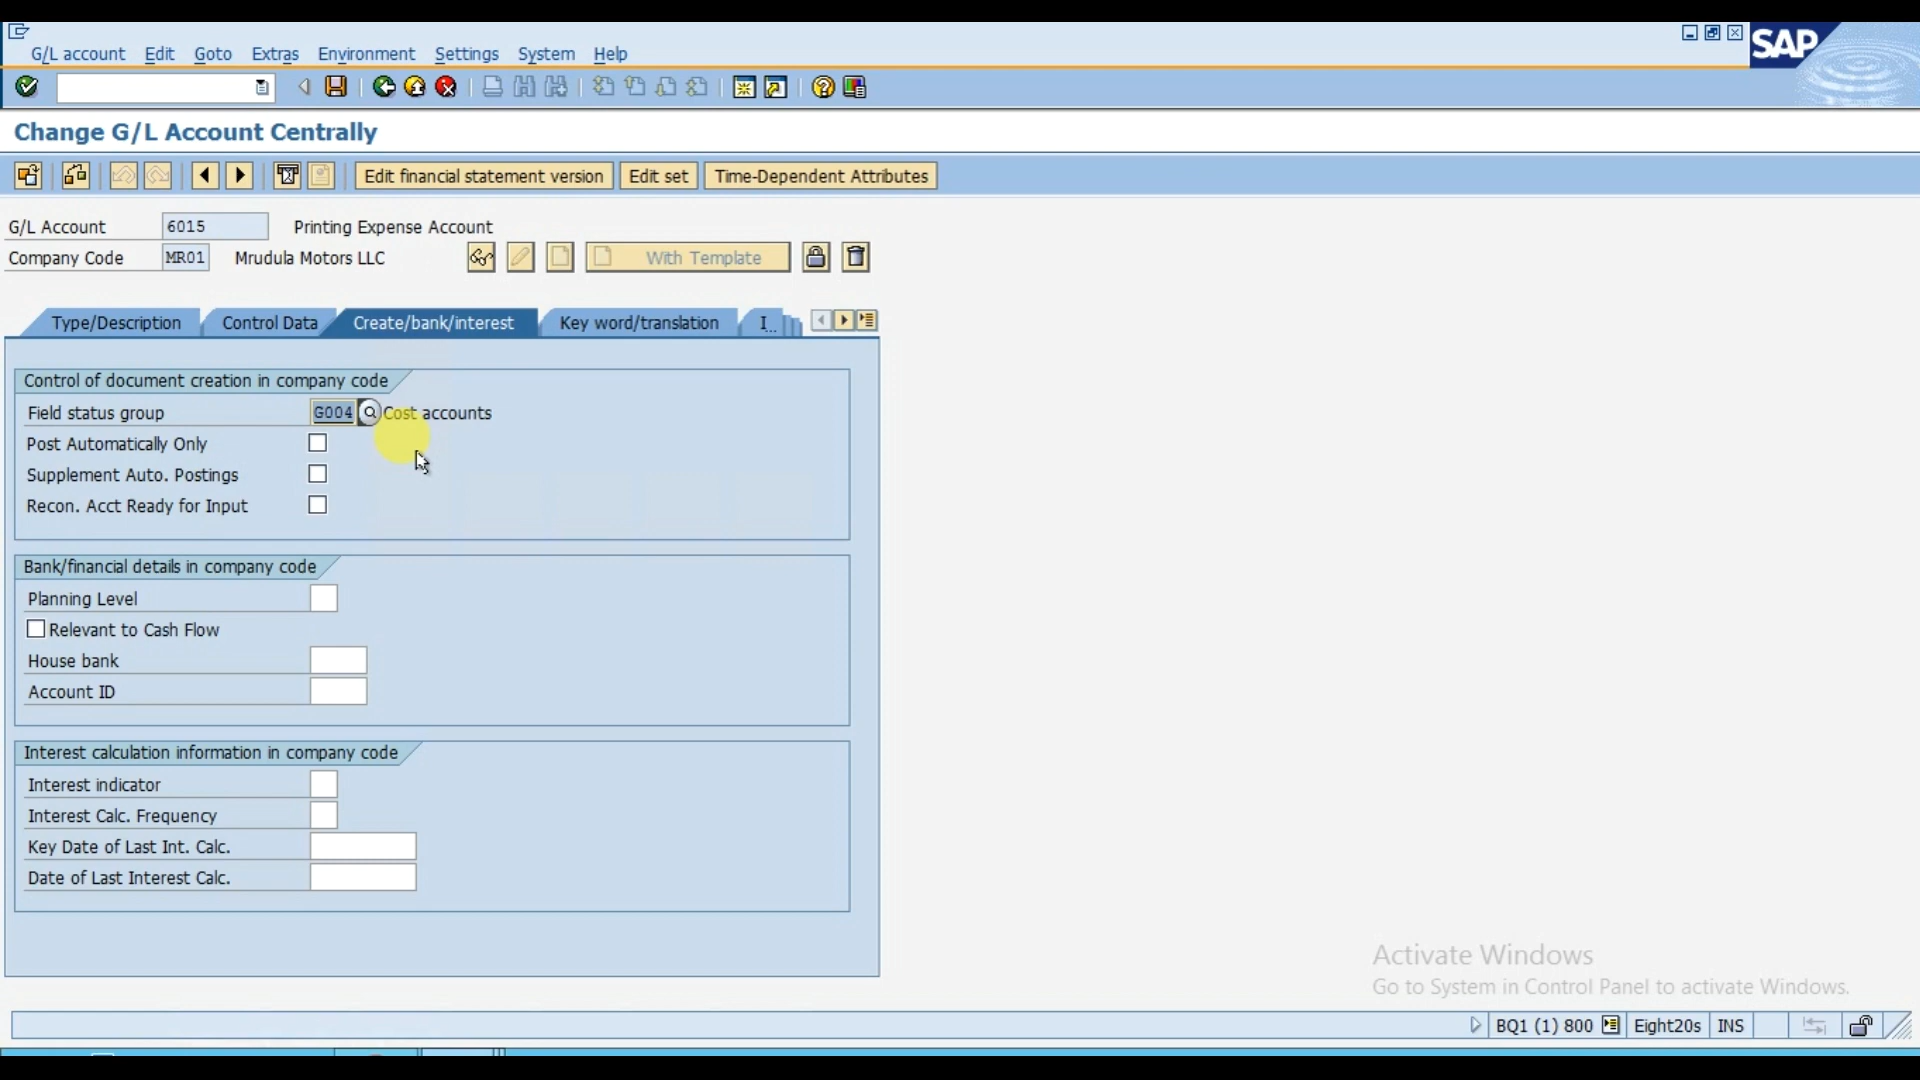 G/L account Edit Goto Extras Environment Settings System Help
SAP
Change G/L Account Centrally
Edit financial statement version Edit set Time-Dependent Attributes
G/L Account 6015 Printing Expense Account
Company Code MR01 Mrudula Motors LLC With Template
Type/Description Control Data Create/bank/interest Key word/translation I...
Control of document creation in company code
Field status group G004 Cost accounts
Post Automatically Only
Supplement Auto. Postings
Recon. Acct Ready for Input
Bank/financial details in company code
Planning Level
Relevant to Cash Flow
House bank
Account ID
Interest calculation information in company code
Interest indicator
Interest Calc. Frequency
Key Date of Last Int. Calc.
Date of Last Interest Calc.
Activate Windows
Go to System in Control Panel to activate Windows.
BQ1 (1) 800 Eight20s INS